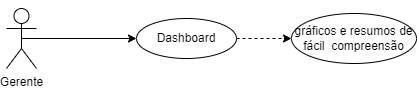 Gerente
Dashboard
gráficos e resumos de
fácil compreensão